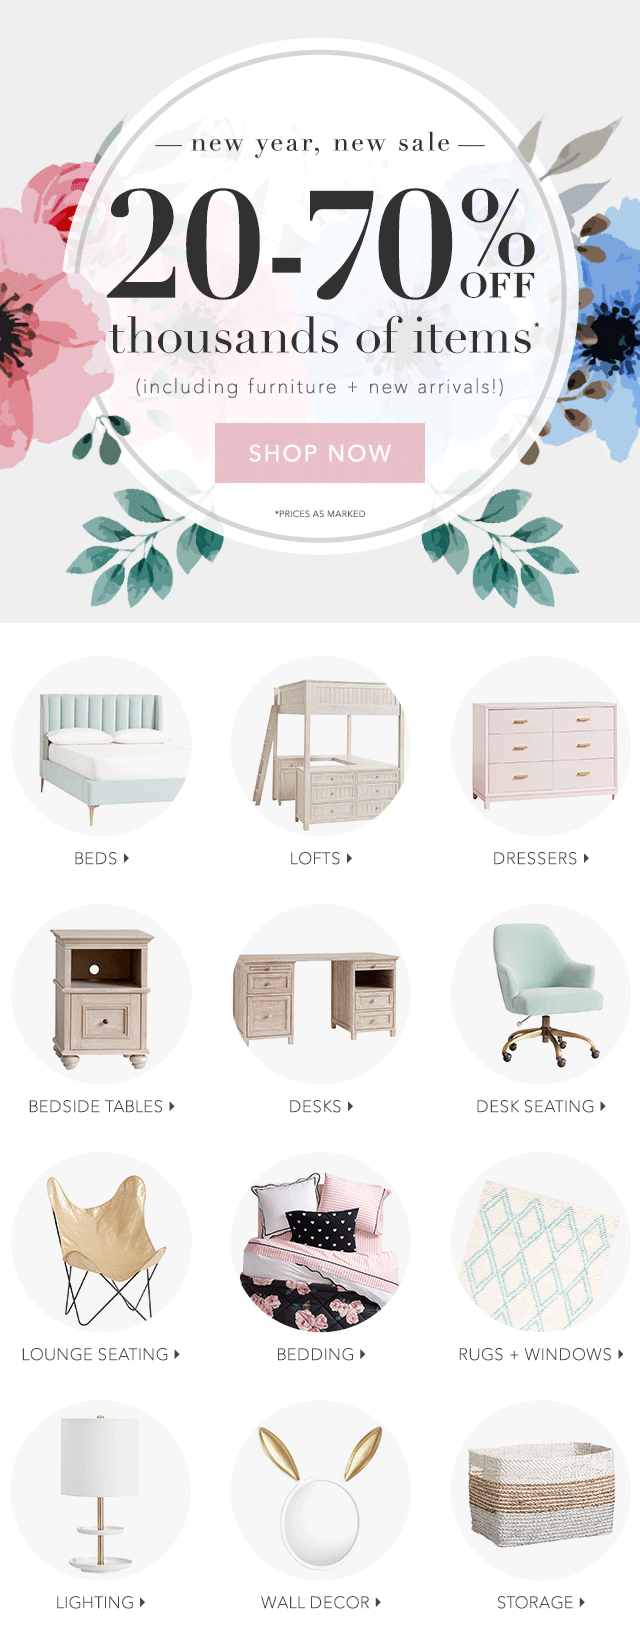 — new year, new sale —
20-70% OFF
thousands of items*
(including furniture + new arrivals!)
SHOP NOW
*PRICES AS MARKED
BEDS LOFTS DRESSERS
BEDSIDE TABLES DESKS DESK SEATING
LOUNGE SEATING BEDDING RUGS + WINDOWS
LIGHTING WALL DECOR STORAGE